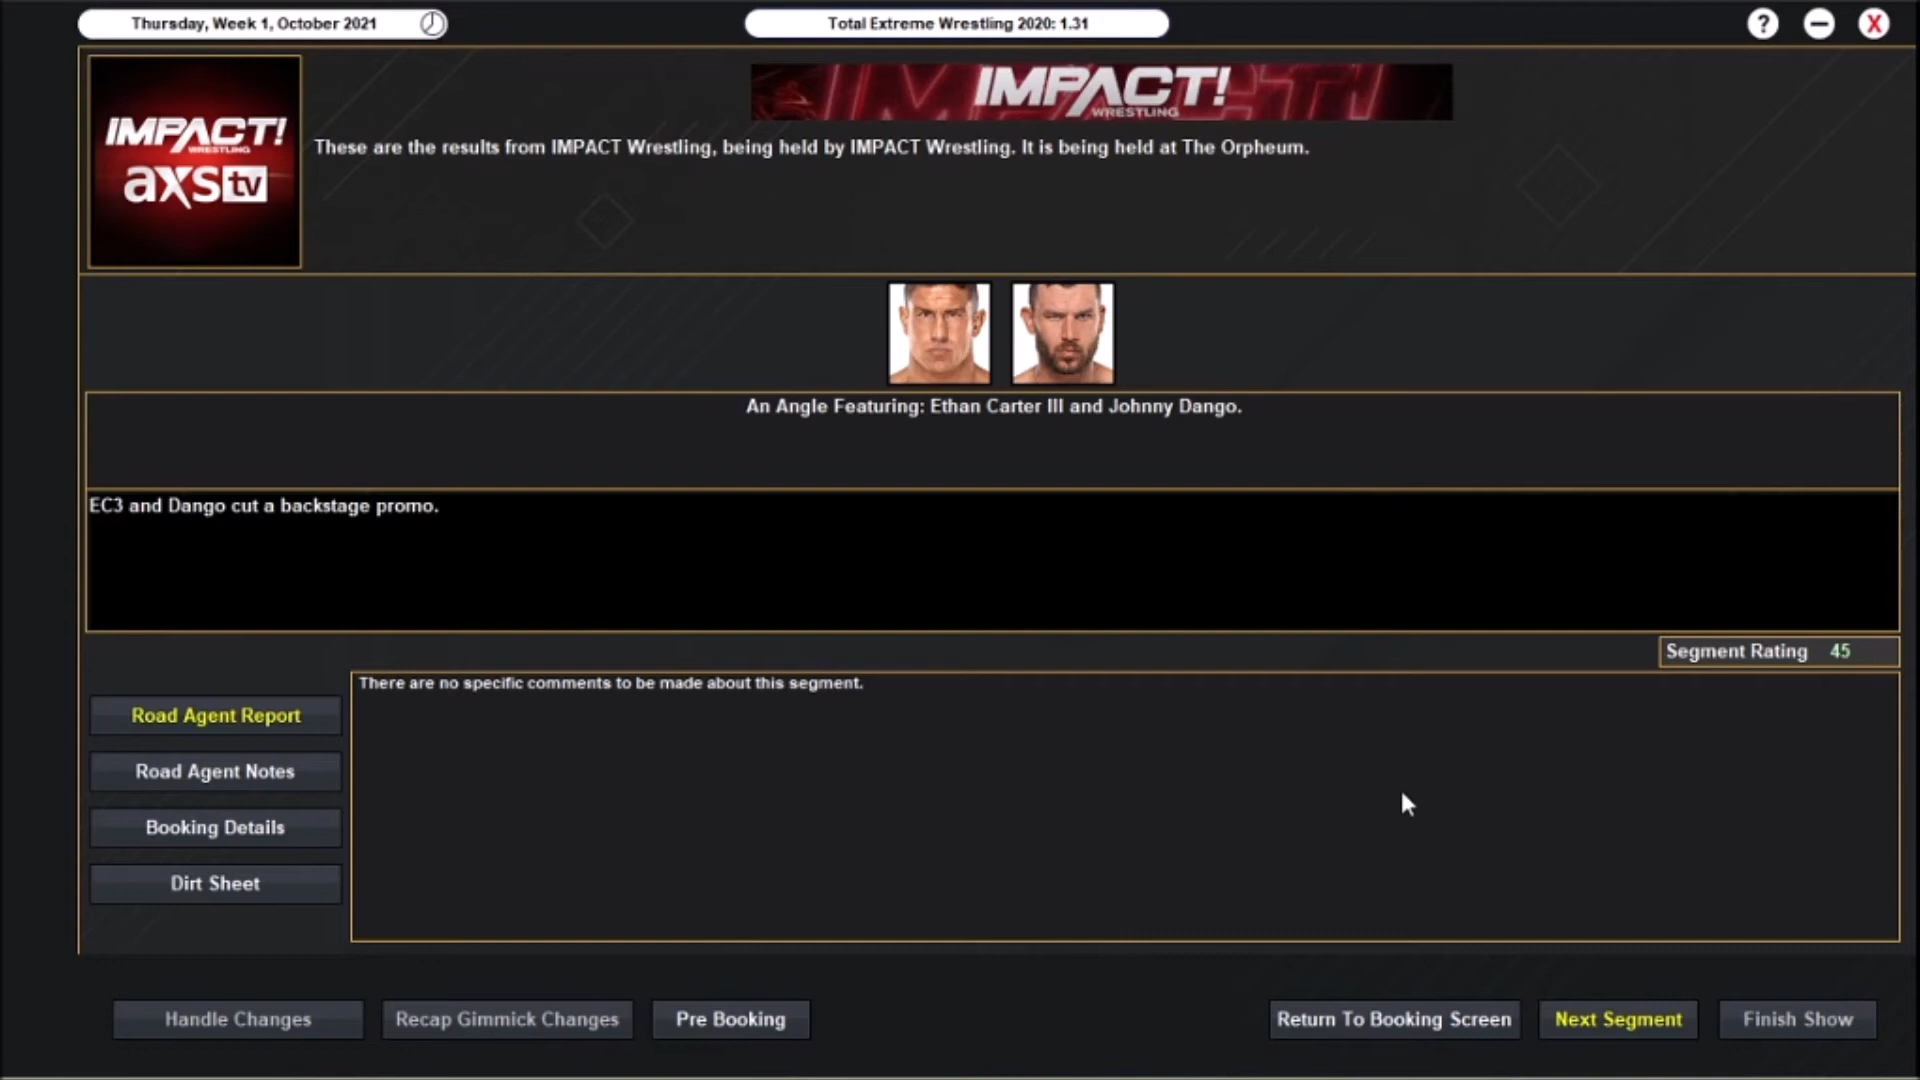 Thursday, Week 1, October 2021
Total Extreme Wrestling 2020: 1.31
?
X
IMPACT!
WRESTLING
axs tv
IMPACT!
WRESTLING
These are the results from IMPACT Wrestling, being held by IMPACT Wrestling. It is being held at The Orpheum.
An Angle Featuring: Ethan Carter III and Johnny Dango.
EC3 and Dango cut a backstage promo.
Segment Rating 45
There are no specific comments to be made about this segment.
Road Agent Report
Road Agent Notes
Booking Details
Dirt Sheet
Handle Changes
Recap Gimmick Changes
Pre Booking
Return To Booking Screen
Next Segment
Finish Show